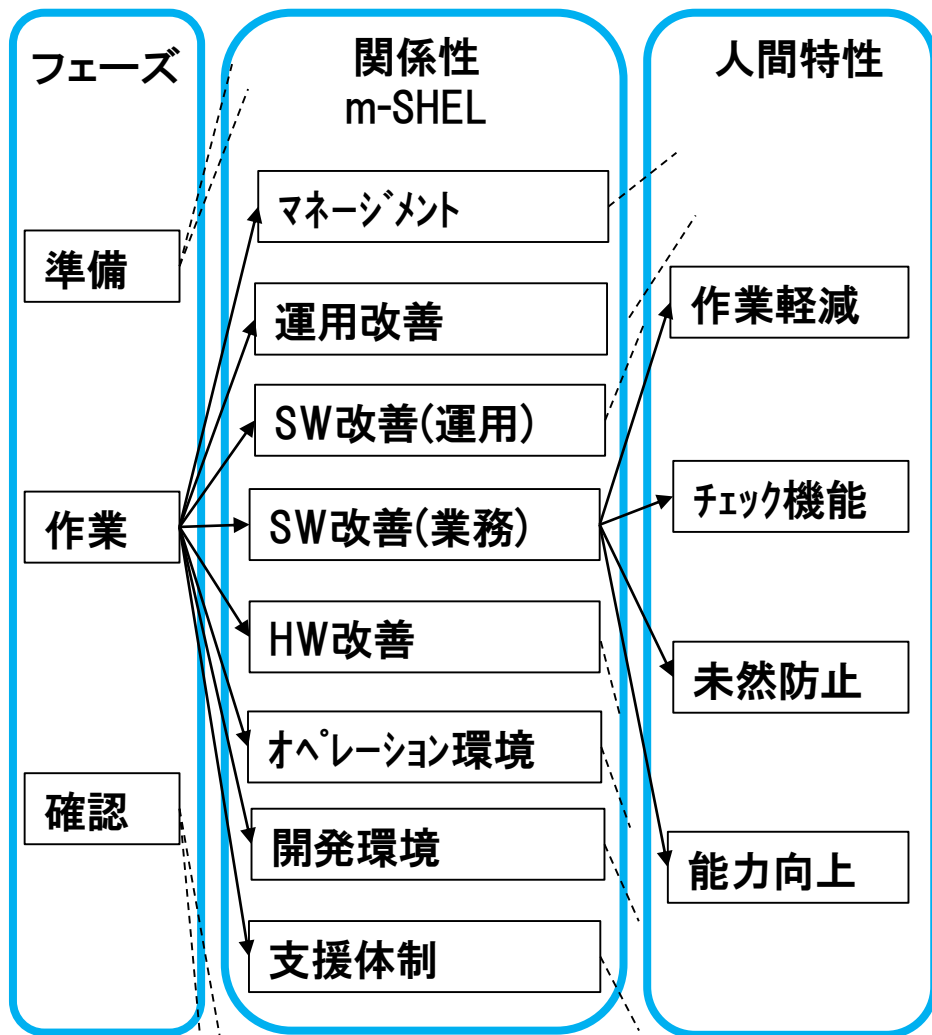 フェーズ
準備
作業
確認
関係性
m-SHEL
ﾏﾈｰｼﾞﾒﾝﾄ
運用改善
SW改善(運用)
SW改善(業務)
HW改善
ｵﾍﾟﾚｰｼｮﾝ環境
開発環境
支援体制
人間特性
作業軽減
ﾁｪｯｸ機能
未然防止
能力向上